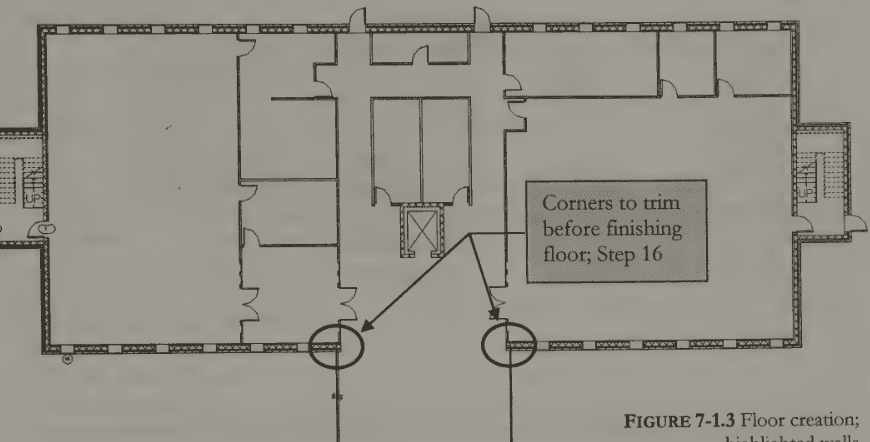 UP
UP
Corners to trim
before finishing
floor; Step 16
FIGURE 7-1.3 Floor creation;
highlighted walls